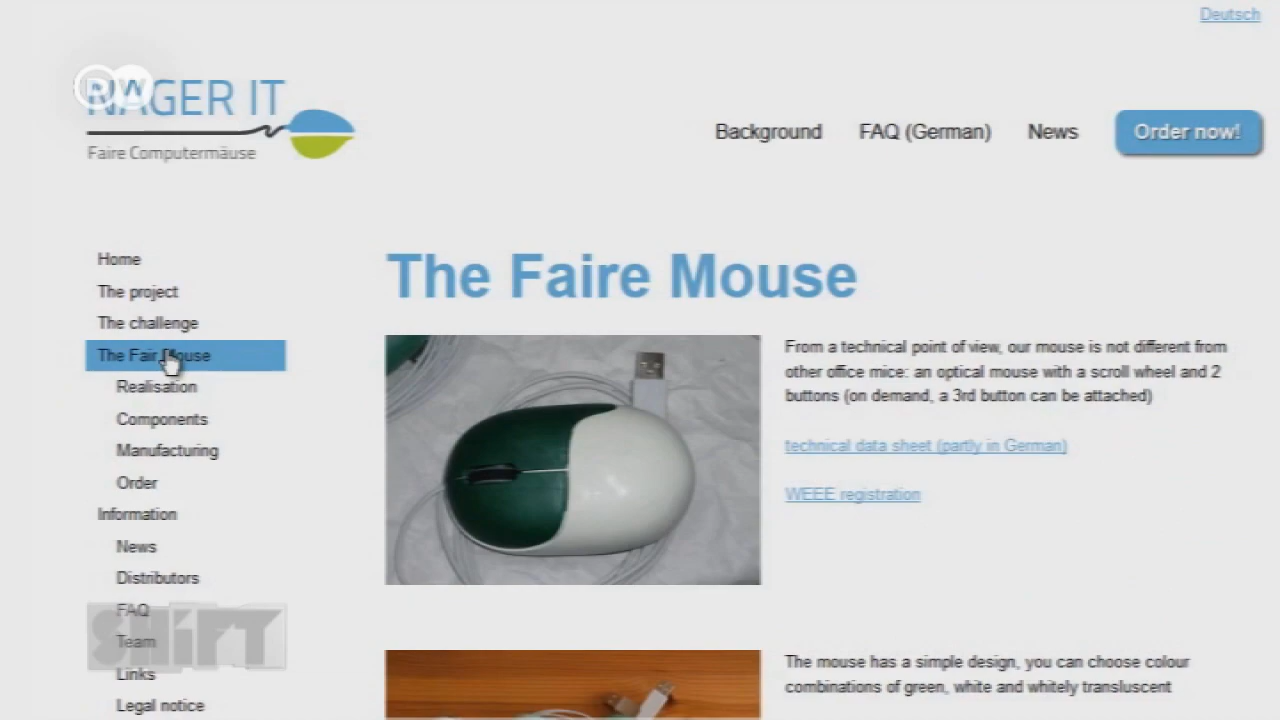 Deutsch
DW
NAGER IT
Faire Computermäuse
Background
FAQ (German)
News
Order now!
Home
The project
The challenge
The Fair Mouse
Realisation
Components
Manufacturing
Order
Information
News
Distributors
FAQ
Team
Links
Legal notice
SHIFT
The Faire Mouse
From a technical point of view, our mouse is not different from
other office mice: an optical mouse with a scroll wheel and 2
buttons (on demand, a 3rd button can be attached)
technical data sheet (partly in German)
WEEE registration
The mouse has a simple design, you can choose colour
combinations of green, white and whitely transluscent